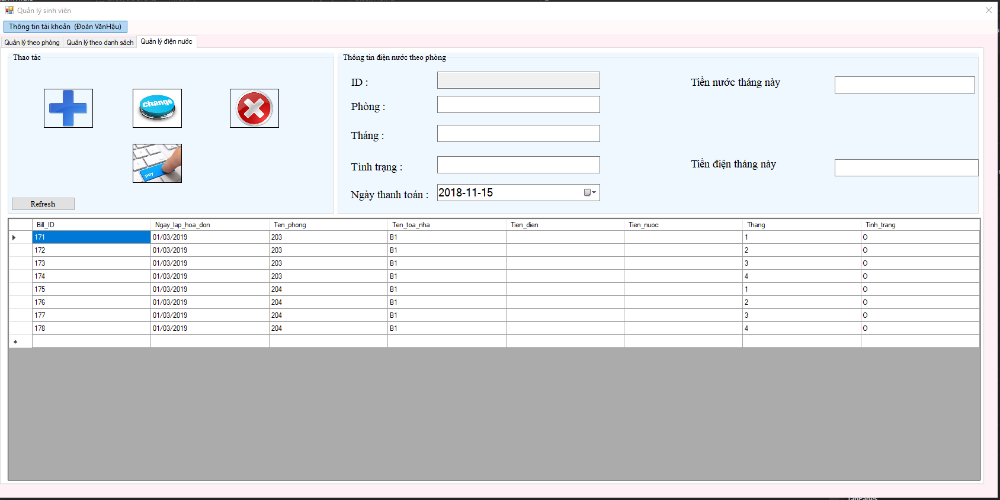 Quản lý sinh viên
Thông tin tài khoản (Đoàn VănHậu)
Quản lý theo phòng Quản lý theo danh sách Quản lý điện nước
Thao tác
change
pay
Refresh
Thông tin điện nước theo phòng
ID :
Phòng :
Tháng :
Tình trạng :
Ngày thanh toán : 2018-11-15
Tiền nước tháng này
Tiền điện tháng này
Bill_ID Ngay_lap_hoa_don Ten_phong Ten_toa_nha Tien_dien Tien_nuoc Thang Tinh_trang
171 01/03/2019 203 B1 1 O
172 01/03/2019 203 B1 2 O
173 01/03/2019 203 B1 3 O
174 01/03/2019 203 B1 4 O
175 01/03/2019 204 B1 1 O
176 01/03/2019 204 B1 2 O
177 01/03/2019 204 B1 3 O
178 01/03/2019 204 B1 4 O